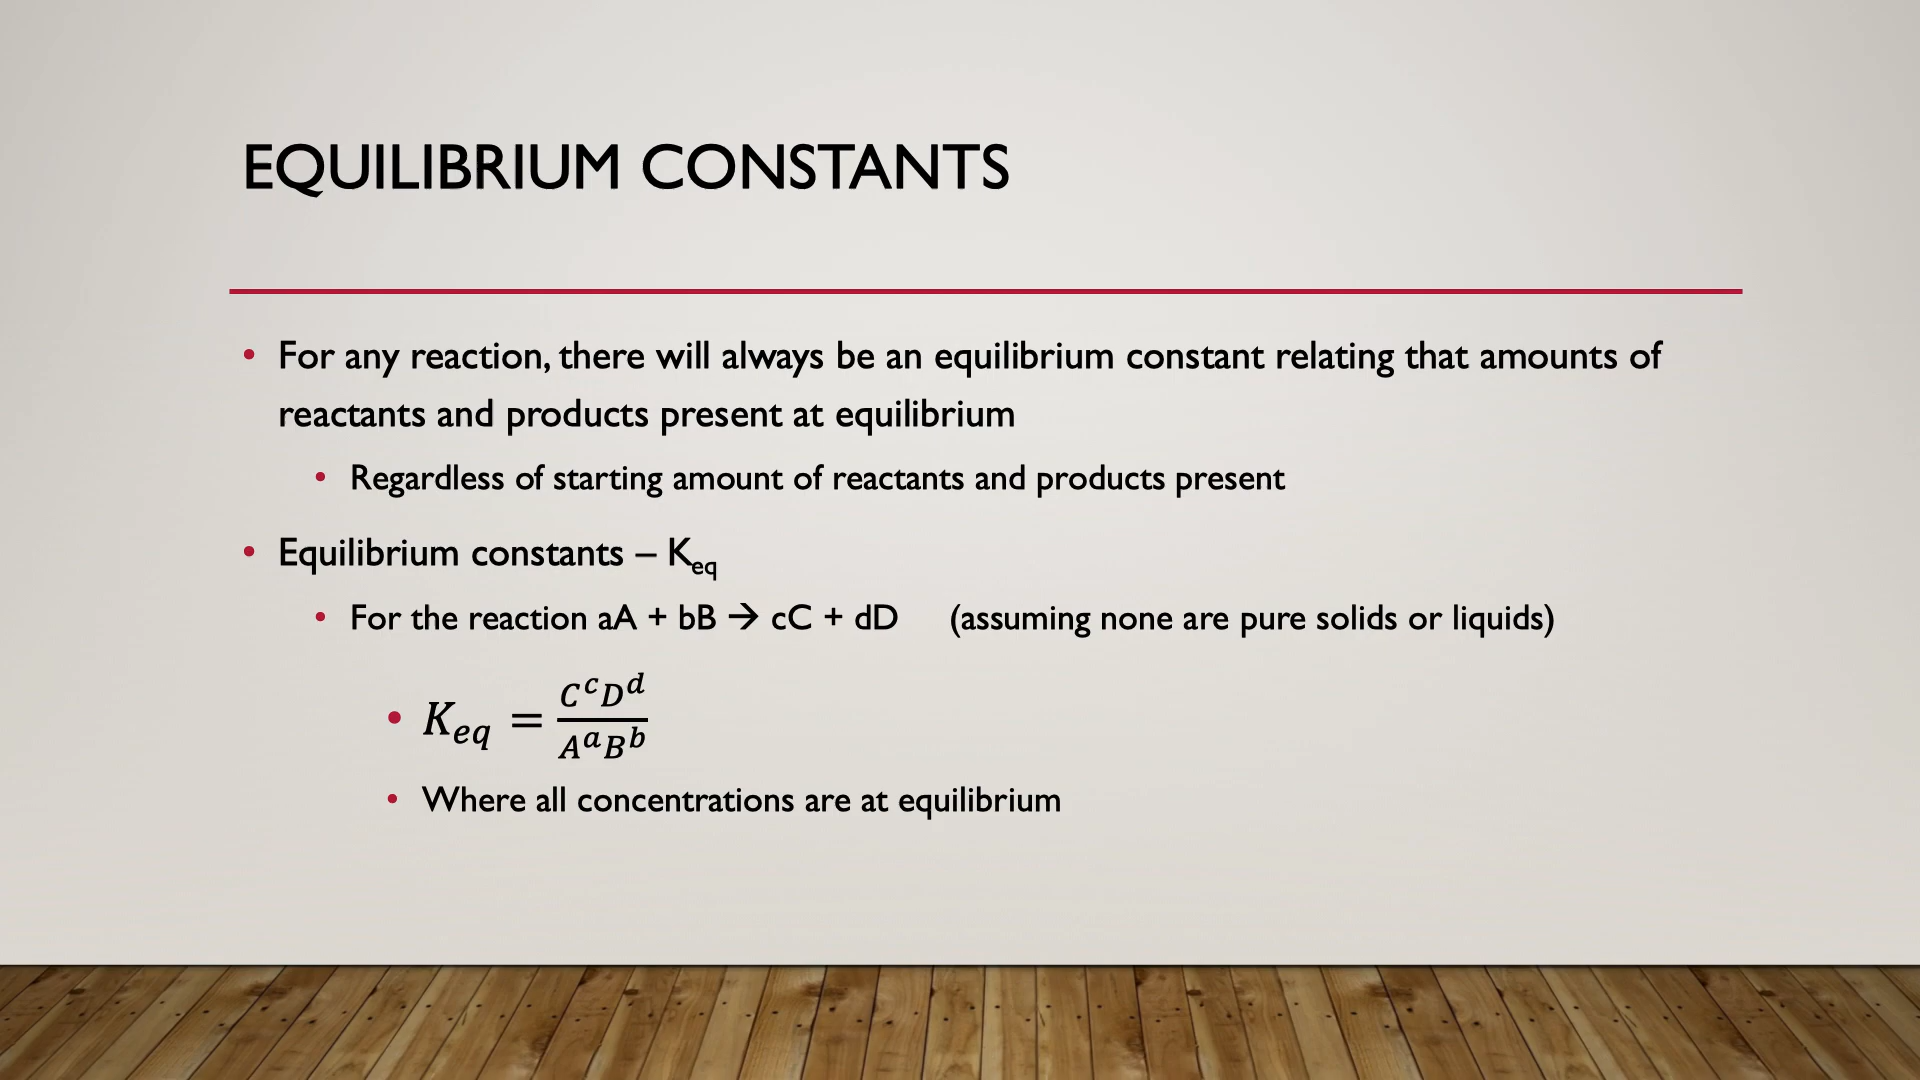 EQUILIBRIUM CONSTANTS
• For any reaction, there will always be an equilibrium constant relating that amounts of
reactants and products present at equilibrium
• Regardless of starting amount of reactants and products present
• Equilibrium constants – K_eq
• For the reaction aA + bB → cC + dD (assuming none are pure solids or liquids)
• K_eq = (C^c D^d)/(A^a B^b)
• Where all concentrations are at equilibrium